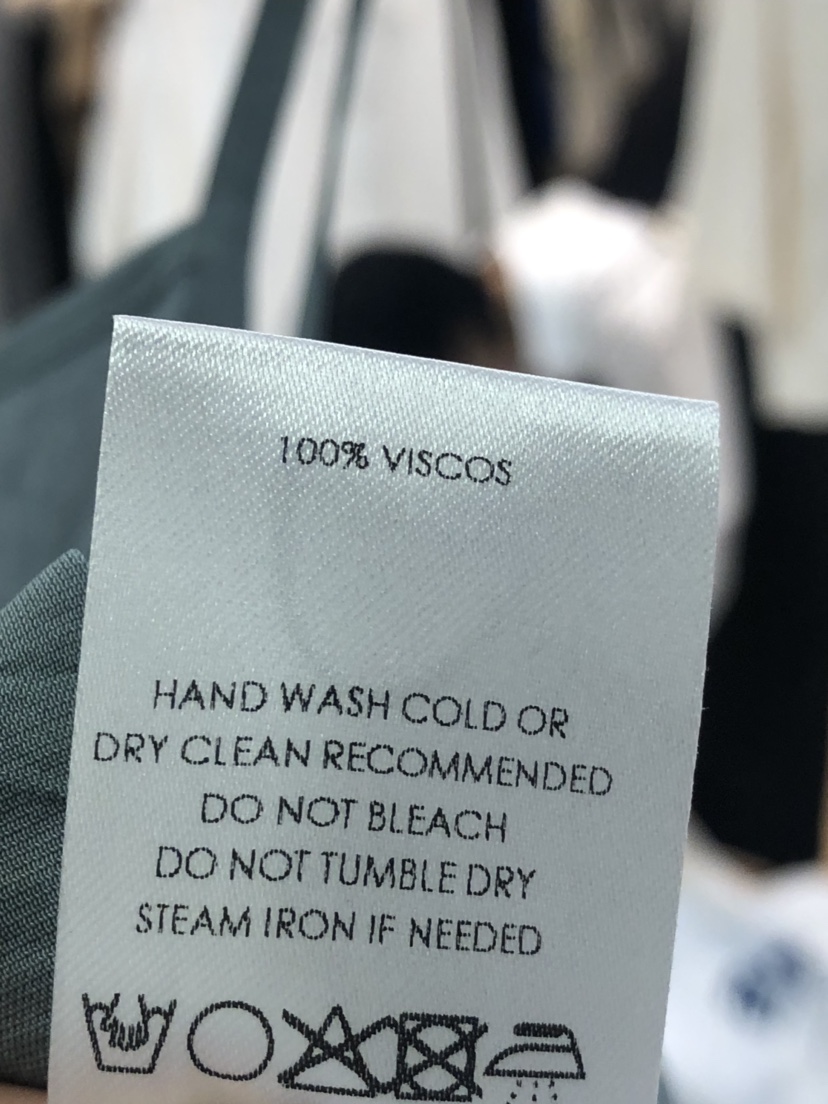 100% VISCOS
HAND WASH COLD OR
DRY CLEAN RECOMMENDED
DO NOT BLEACH
DO NOT TUMBLE DRY
STEAM IRON IF NEEDED